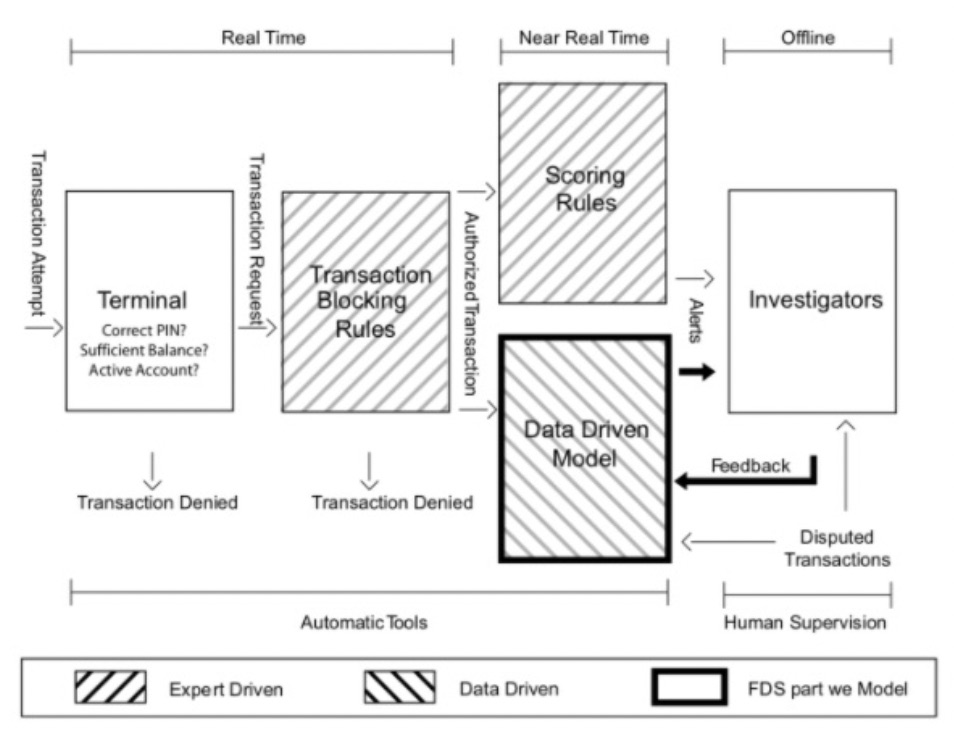 Real Time
Near Real Time
Offline
Transaction Attempt
Terminal
Correct PIN?
Sufficient Balance?
Active Account?
Transaction Request
Transaction
Blocking
Rules
Authorized Transaction
Scoring
Rules
Data Driven
Model
Alerts
Investigators
Feedback
Transaction Denied
Transaction Denied
Disputed
Transactions
Automatic Tools
Human Supervision
Expert Driven
Data Driven
FDS part we Model